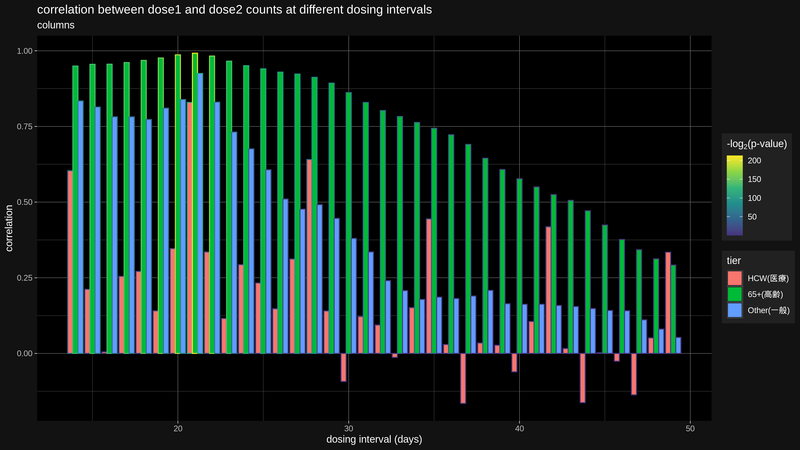 correlation between dose1 and dose2 counts at different dosing intervals
columns
1.00
0.75
0.50
0.25
0.00
correlation
20
30
40
50
dosing interval (days)
-log₂(p-value)
200
150
100
50
tier
HCW(医療)
65+(高齢)
Other(一般)